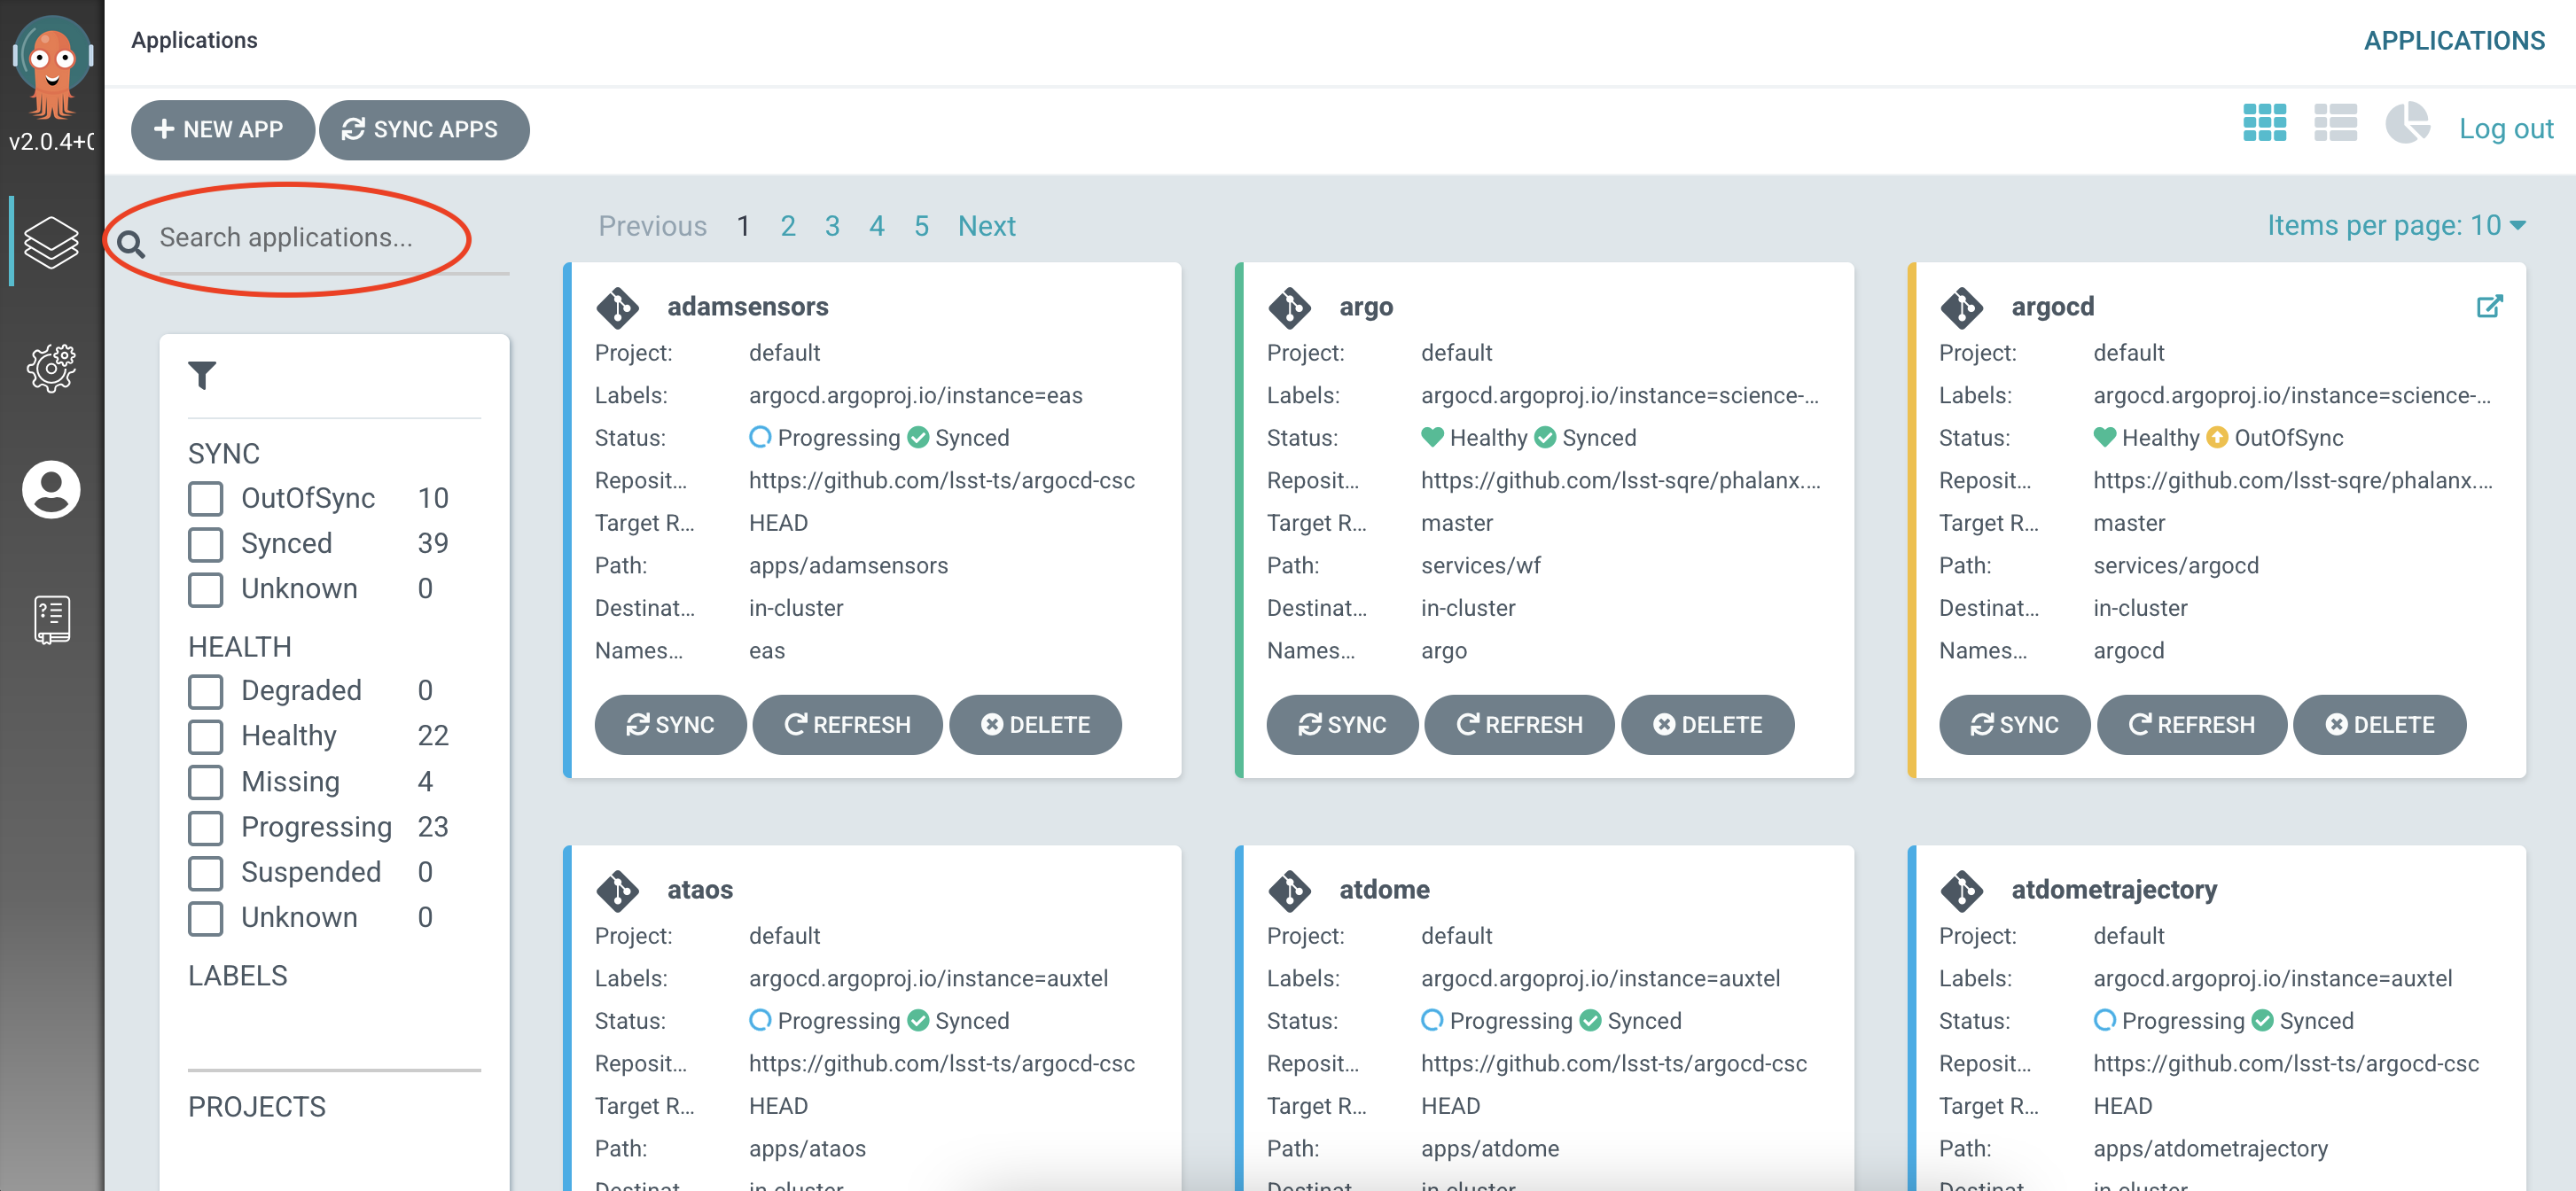 Applications
APPLICATIONS
v2.0.4+0
NEW APP
SYNC APPS
Log out
Search applications...
Previous 1 2 3 4 5 Next
Items per page: 10
SYNC
OutOfSync 10
Synced 39
Unknown 0
HEALTH
Degraded 0
Healthy 22
Missing 4
Progressing 23
Suspended 0
Unknown 0
LABELS
PROJECTS
adamsensors
Project: default
Labels: argocd.argoproj.io/instance=eas
Status: Progressing Synced
Reposit... https://github.com/lsst-ts/argocd-csc
Target R... HEAD
Path: apps/adamsensors
Destinat... in-cluster
Names... eas
SYNC REFRESH DELETE
argo
Project: default
Labels: argocd.argoproj.io/instance=science-...
Status: Healthy Synced
Reposit... https://github.com/lsst-sqre/phalanx....
Target R... master
Path: services/wf
Destinat... in-cluster
Names... argo
SYNC REFRESH DELETE
argocd
Project: default
Labels: argocd.argoproj.io/instance=science-...
Status: Healthy OutOfSync
Reposit... https://github.com/lsst-sqre/phalanx....
Target R... master
Path: services/argocd
Destinat... in-cluster
Names... argocd
SYNC REFRESH DELETE
ataos
Project: default
Labels: argocd.argoproj.io/instance=auxtel
Status: Progressing Synced
Reposit... https://github.com/lsst-ts/argocd-csc
Target R... HEAD
Path: apps/ataos
Destinat... in-cluster
atdome
Project: default
Labels: argocd.argoproj.io/instance=auxtel
Status: Progressing Synced
Reposit... https://github.com/lsst-ts/argocd-csc
Target R... HEAD
Path: apps/atdome
Destinat... in-cluster
atdometrajectory
Project: default
Labels: argocd.argoproj.io/instance=auxtel
Status: Progressing Synced
Reposit... https://github.com/lsst-ts/argocd-csc
Target R... HEAD
Path: apps/atdometrajectory
Destinat... in-cluster